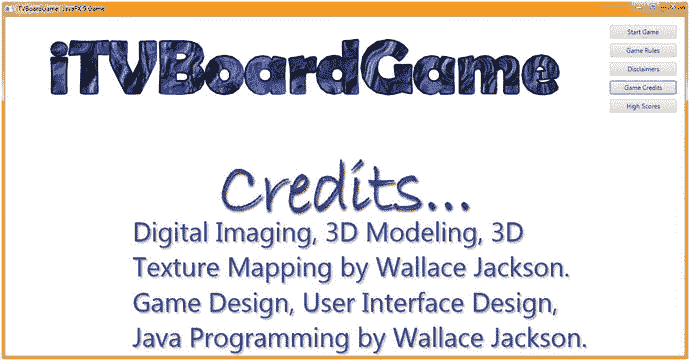 iTVBoardGame (JavaFX 9 Game)
iTVBoardGame
Start Game
Game Rules
Disclaimers
Game Credits
High Scores
Credits...
Digital Imaging, 3D Modeling, 3D
Texture Mapping by Wallace Jackson.
Game Design, User Interface Design,
Java Programming by Wallace Jackson.